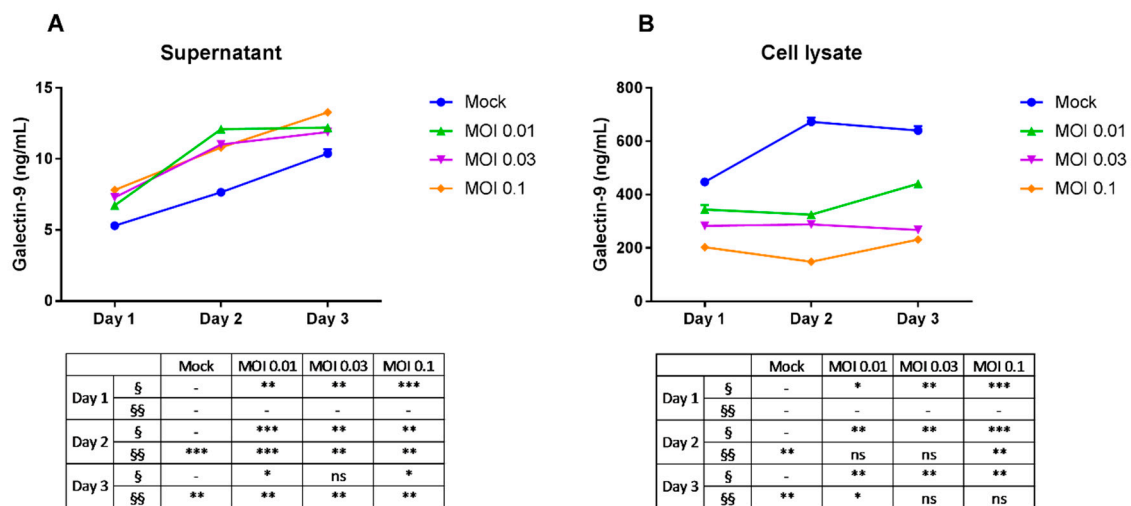 A
Supernatant
Galectin-9 (ng/mL)
15
10
5
0
Day 1 Day 2 Day 3
Mock
MOI 0.01
MOI 0.03
MOI 0.1
Mock MOI 0.01 MOI 0.03 MOI 0.1
Day 1 § - ** ** ***
§§ - - - -
Day 2 § - *** ** **
§§ *** *** ** **
Day 3 § - * ns *
§§ ** ** ** **
B
Cell lysate
Galectin-9 (ng/mL)
800
600
400
200
0
Day 1 Day 2 Day 3
Mock
MOI 0.01
MOI 0.03
MOI 0.1
Mock MOI 0.01 MOI 0.03 MOI 0.1
Day 1 § - * ** ***
§§ - - - -
Day 2 § - ** ** ***
§§ ** ns ns **
Day 3 § - ** ** **
§§ ** * ns ns